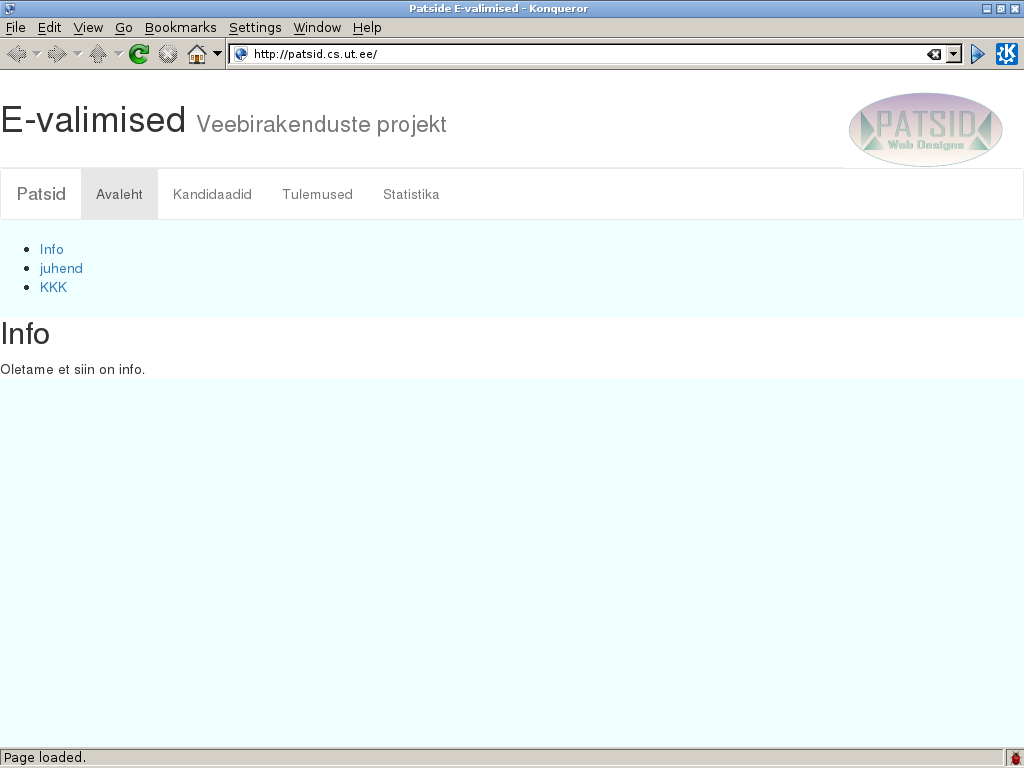 Patside E-valimised - Konqueror
File Edit View Go Bookmarks Settings Window Help
http://patsid.cs.ut.ee/
E-valimised Veebirakenduste projekt
PATSID
Web Designs
Patsid Avaleht Kandidaadid Tulemused Statistika
Info
juhend
KKK
Info
Oletame et siin on info.
Page loaded.